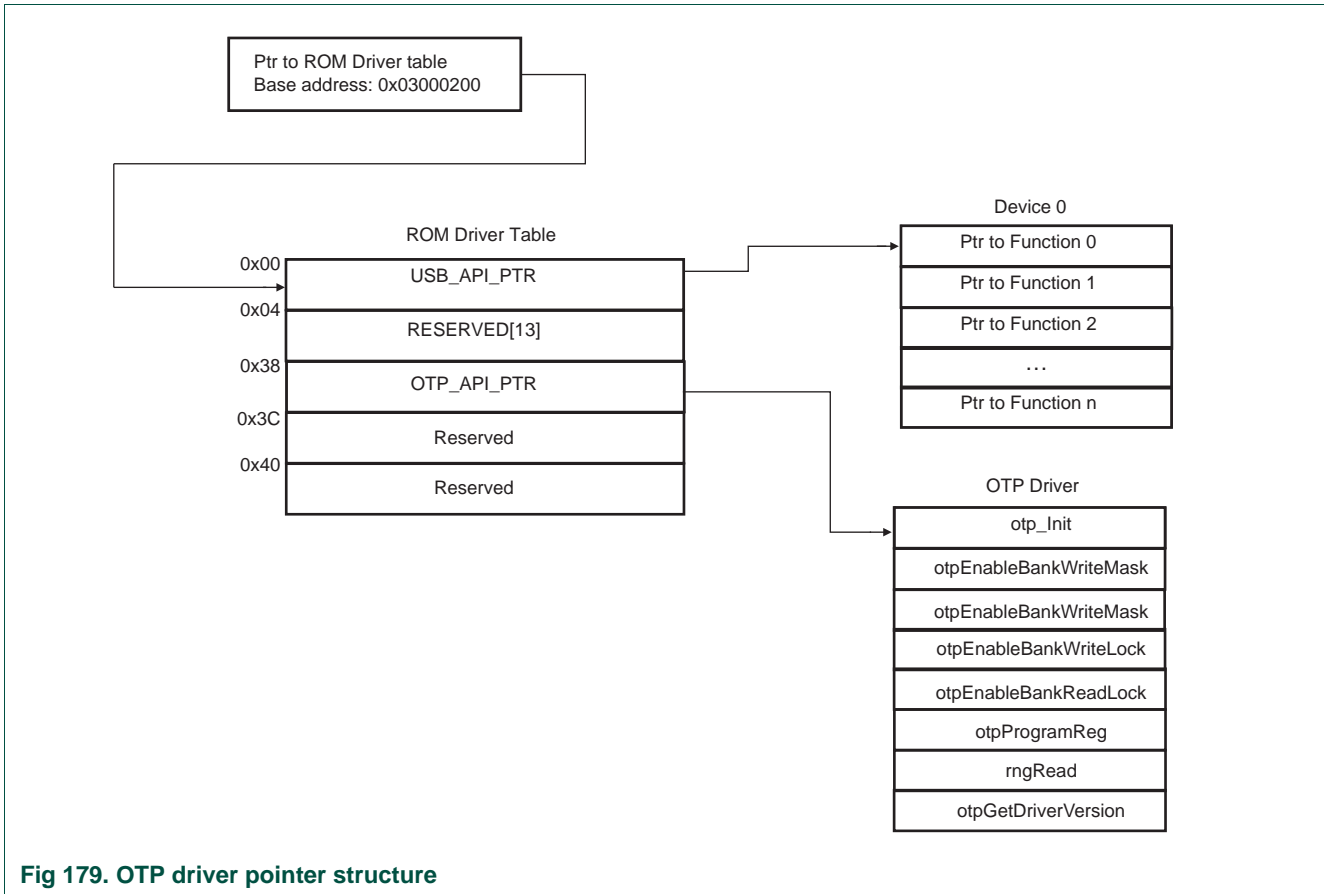 Ptr to ROM Driver table
Base address: 0x03000200
ROM Driver Table
0x00
USB_API_PTR
0x04
RESERVED[13]
0x38
OTP_API_PTR
0x3C
Reserved
0x40
Reserved
Device 0
Ptr to Function 0
Ptr to Function 1
Ptr to Function 2
…
Ptr to Function n
OTP Driver
otp_Init
otpEnableBankWriteMask
otpEnableBankWriteMask
otpEnableBankWriteLock
otpEnableBankReadLock
otpProgramReg
rngRead
otpGetDriverVersion
Fig 179. OTP driver pointer structure